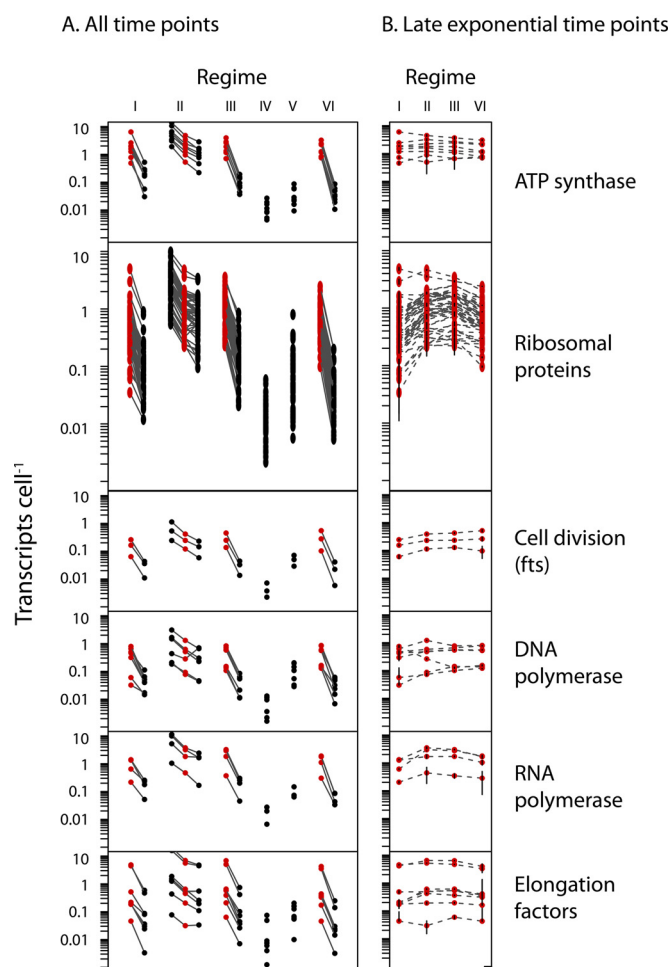 A. All time points
B. Late exponential time points
Regime
Regime
I II III IV V VI
I II III VI
Transcripts cell-1
10
1
0.1
0.01
ATP synthase
10
1
0.1
0.01
Ribosomal
proteins
10
1
0.1
0.01
Cell division
(fts)
10
1
0.1
0.01
DNA
polymerase
10
1
0.1
0.01
RNA
polymerase
10
1
0.1
0.01
Elongation
factors